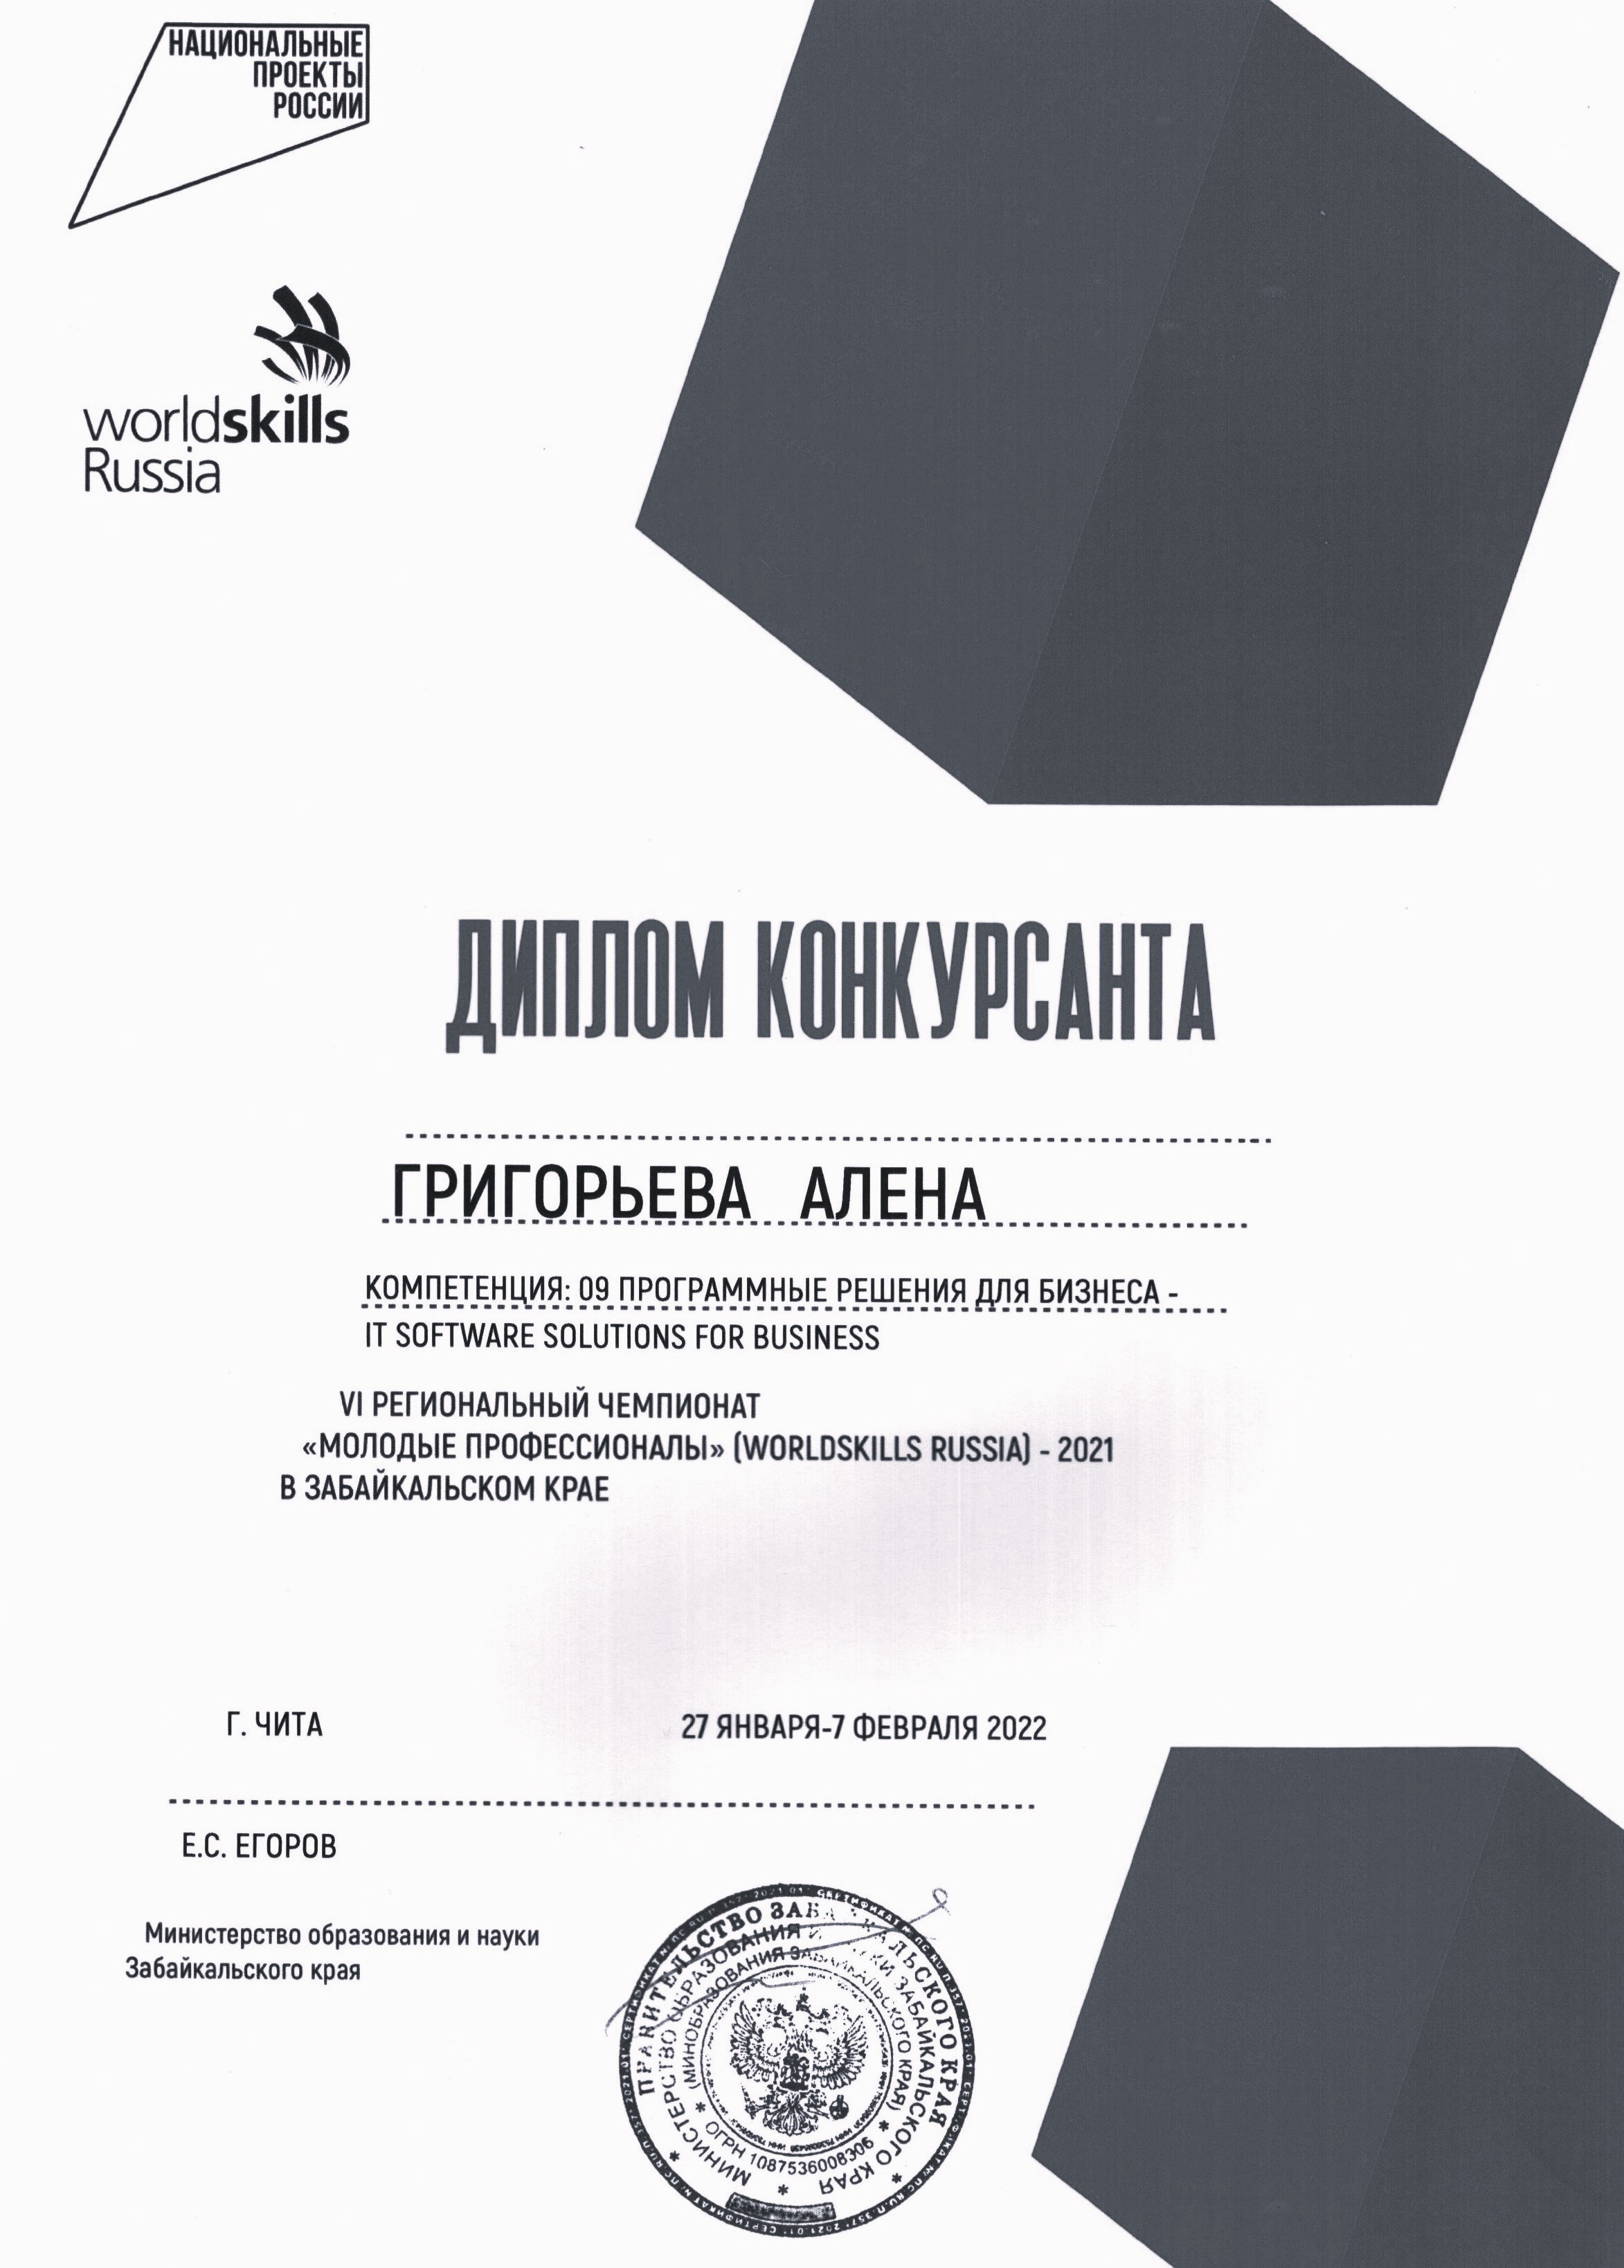 НАЦИОНАЛЬНЫЕ
ПРОЕКТЫ
РОССИИ
worldskills
Russia
ДИПЛОМ КОНКУРСАНТА
ГРИГОРЬЕВА АЛЕНА
КОМПЕТЕНЦИЯ: 09 ПРОГРАММНЫЕ РЕШЕНИЯ ДЛЯ БИЗНЕСА -
IT SOFTWARE SOLUTIONS FOR BUSINESS
VI РЕГИОНАЛЬНЫЙ ЧЕМПИОНАТ
«МОЛОДЫЕ ПРОФЕССИОНАЛЫ» (WORLDSKILLS RUSSIA) - 2021
В ЗАБАЙКАЛЬСКОМ КРАЕ
Г. ЧИТА
27 ЯНВАРЯ-7 ФЕВРАЛЯ 2022
Е.С. ЕГОРОВ
Министерство образования и науки
Забайкальского края
ПРАВИТЕЛЬСТВО ЗАБАЙКАЛЬСКОГО КРАЯ
МИНИСТЕРСТВО ОБРАЗОВАНИЯ И НАУКИ ЗАБАЙКАЛЬСКОГО КРАЯ
(МИНОБРАЗОВАНИЯ ЗАБАЙКАЛЬСКОГО КРАЯ)
* ОГРН 1087536008306 *